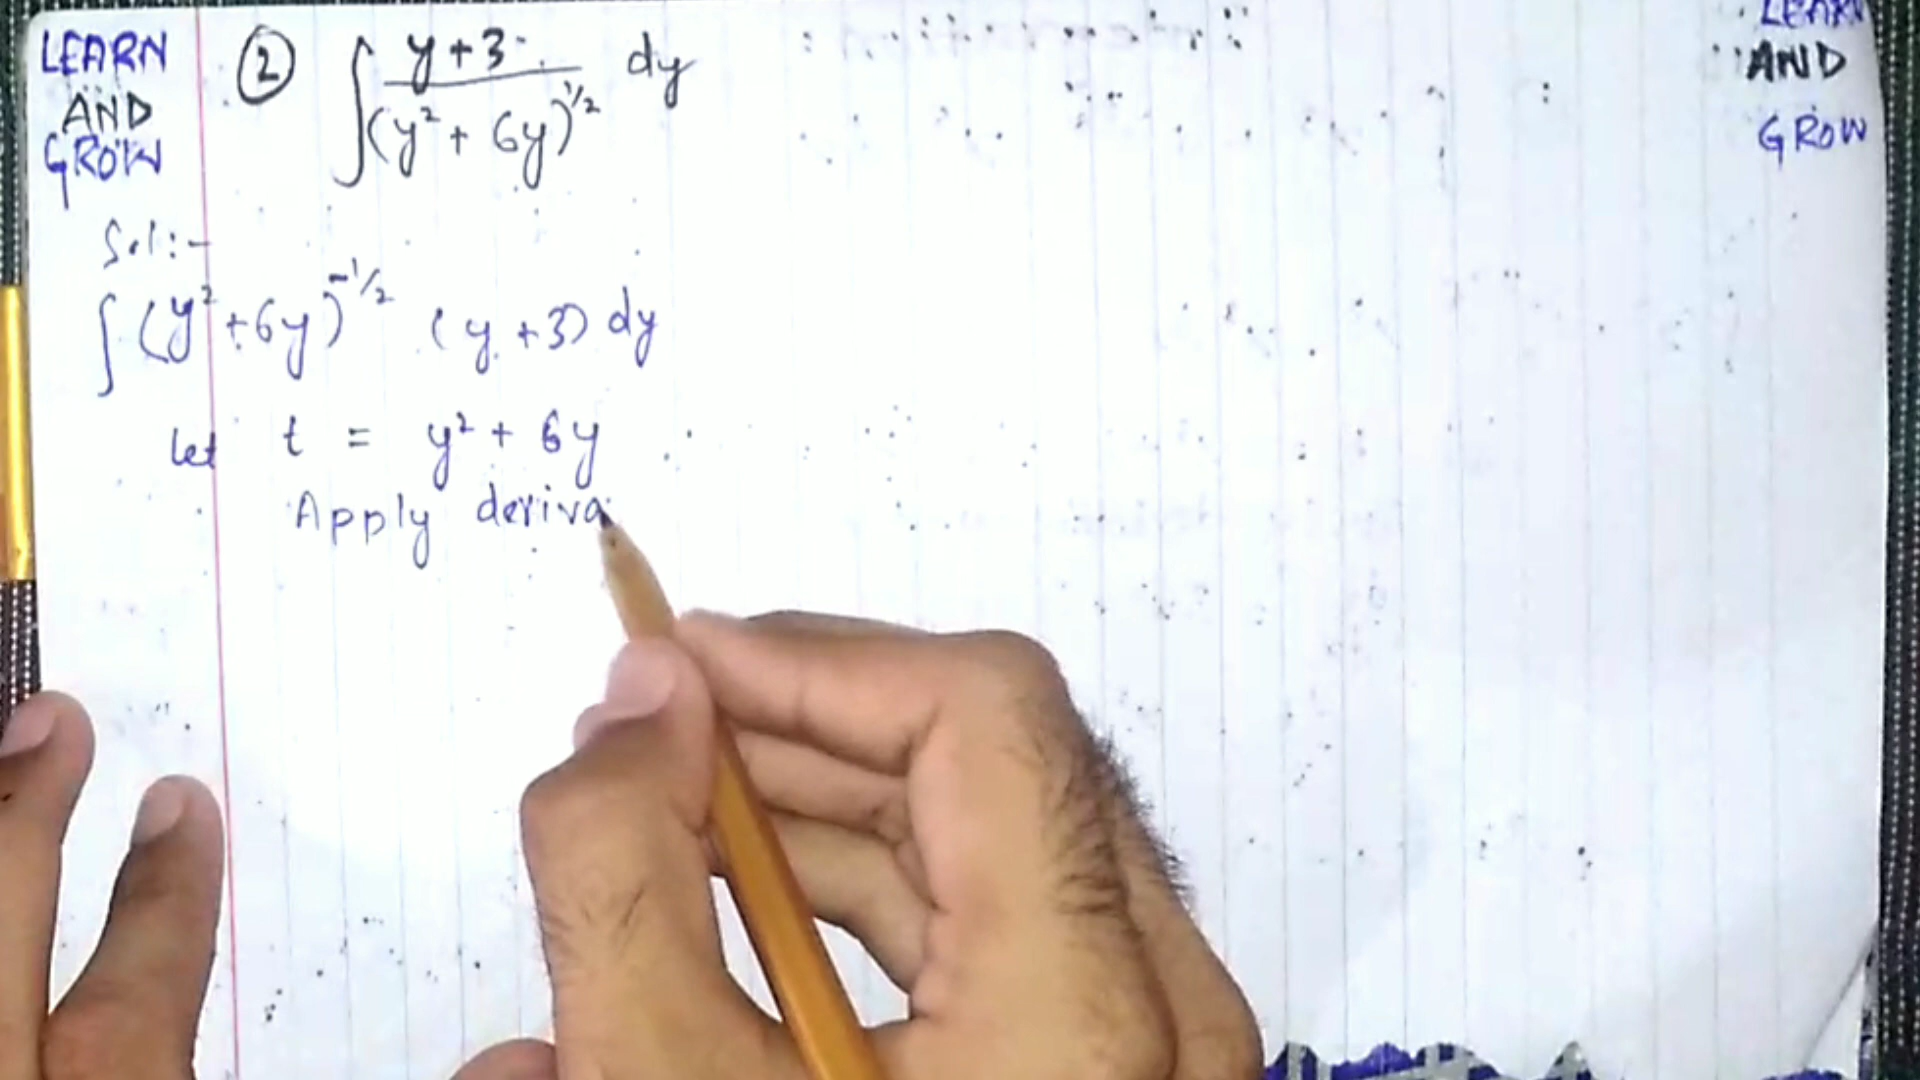 LEARN
AND
GROW
② ∫ y+3 / (y² + 6y)^1/2 dy
LEARN
AND
GROW
Sol:-
∫ (y²+6y)^-1/2 (y+3) dy
let t = y² + 6y
Apply deriva